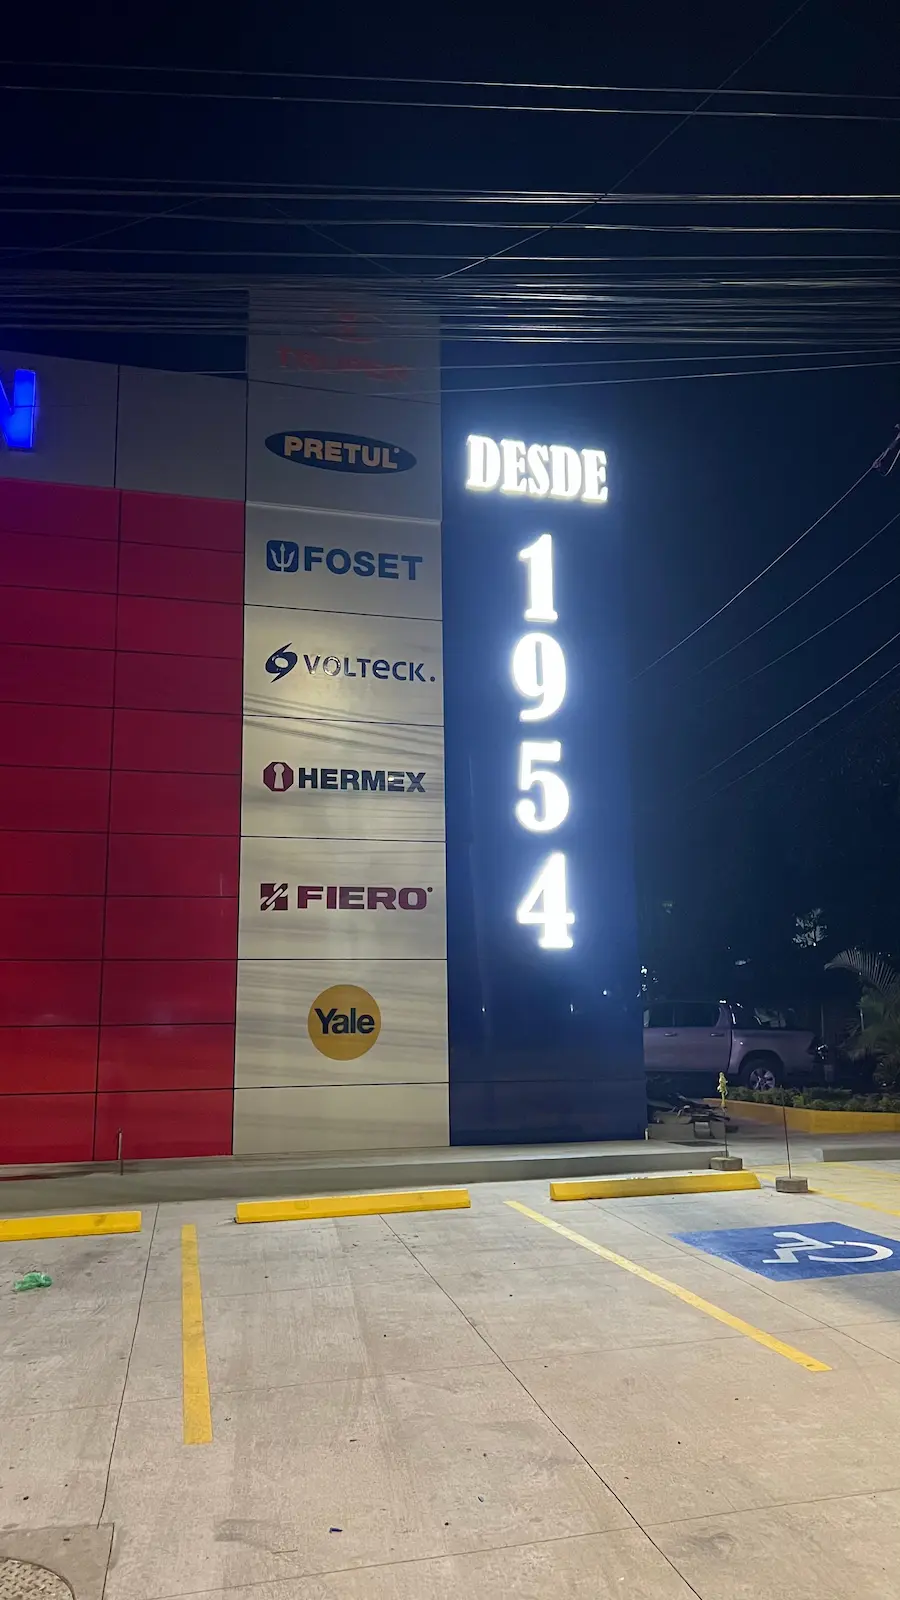 N
PRETUL
FOSET
VOLTECK.
HERMEX
FIERO
Yale
DESDE
1
9
5
4